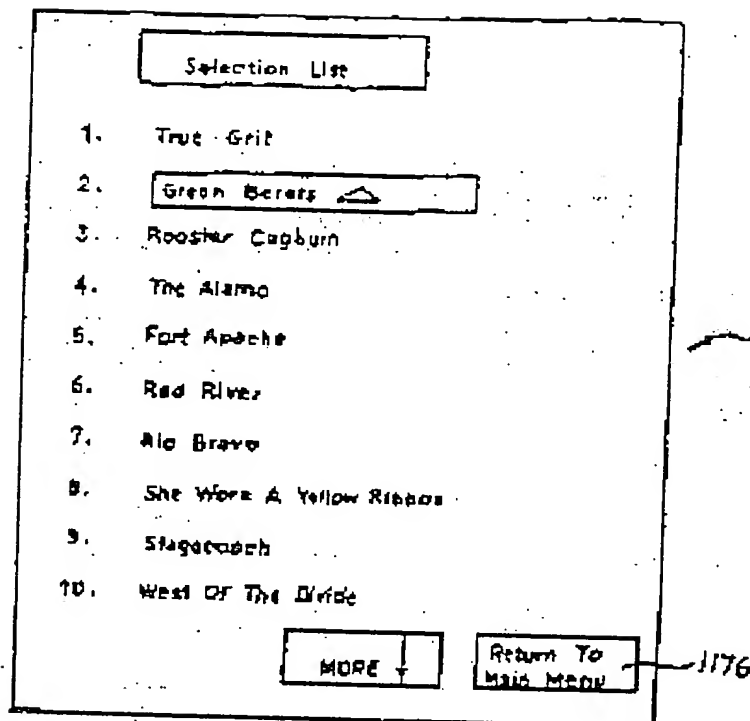 Selection List
1. True Grit
2. Green Berets
3. Rooster Cogburn
4. The Alamo
5. Fort Apache
6. Red River
7. Rio Bravo
8. She Wore A Yellow Ribbon
9. Stagecoach
10. West Of The Divide
MORE
Return To
Main Menu
1176